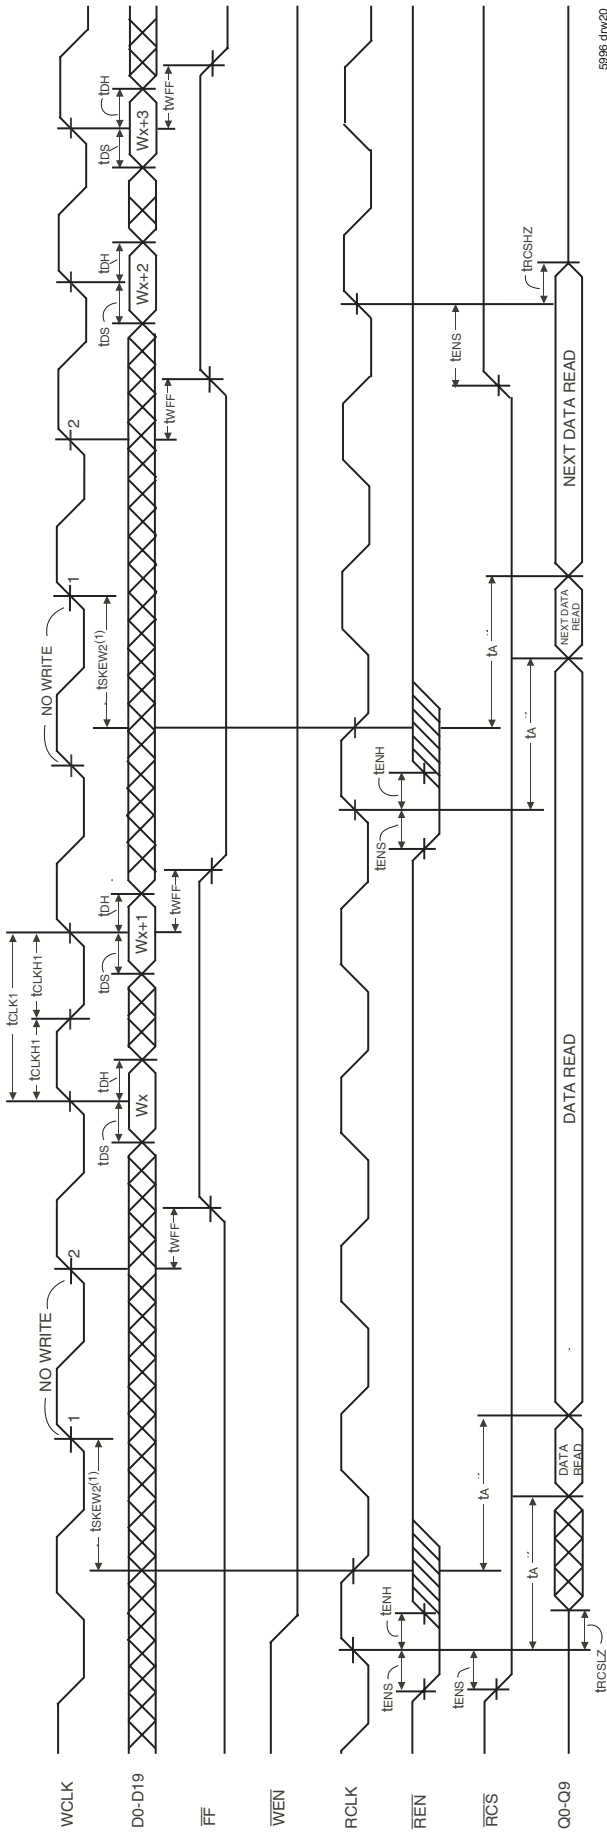 WCLK
NO WRITE
1
2
tSKEW2(1)
tCLK1
tCLKH1
tCLKH1
NO WRITE
1
2
tSKEW2(1)
D0-D19
tDS
tDH
Wx
tDS
tDH
Wx+1
tDS
tDH
Wx+2
tDS
tDH
Wx+3
FF
tWFF
tWFF
tWFF
tWFF
WEN
RCLK
REN
tENS
tENH
tENS
tENH
RCS
tENS
tA
tA
tA
tA
tENS
Q0-Q9
tRCSLZ
DATA
READ
DATA READ
NEXT DATA
READ
NEXT DATA READ
tRCSHZ
5996 drw20